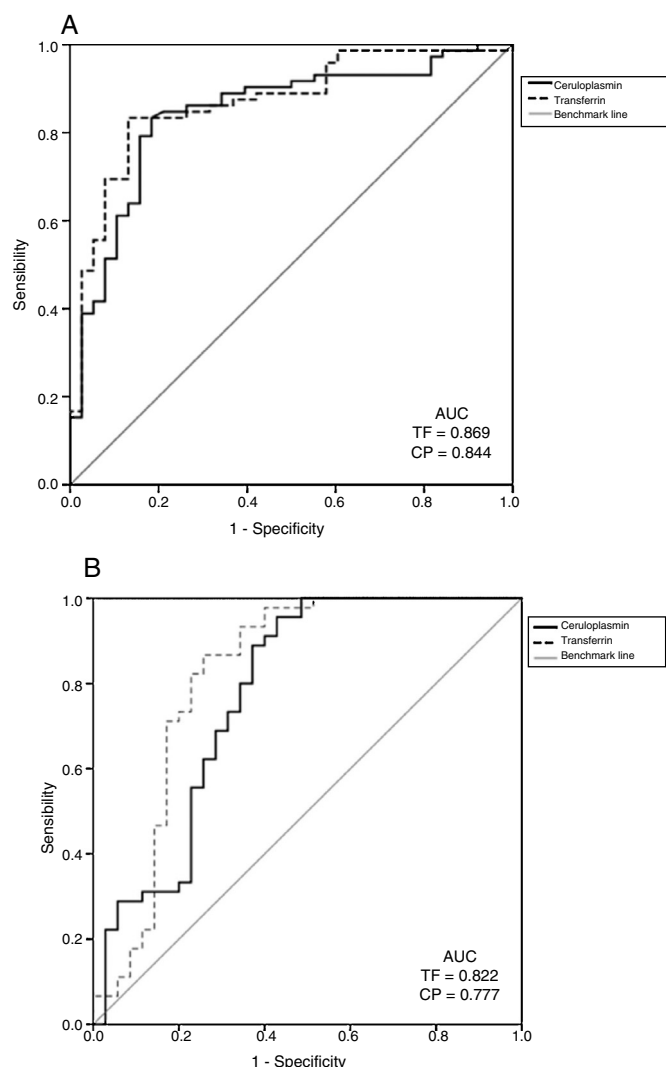 A
1.0
0.8
0.6
0.4
0.2
0.0
Sensibility
0.0 0.2 0.4 0.6 0.8 1.0
1 - Specificity
AUC
TF = 0.869
CP = 0.844
Ceruloplasmin
Transferrin
Benchmark line
B
1.0
0.8
0.6
0.4
0.2
0.0
Sensibility
0.0 0.2 0.4 0.6 0.8 1.0
1 - Specificity
AUC
TF = 0.822
CP = 0.777
Ceruloplasmin
Transferrin
Benchmark line